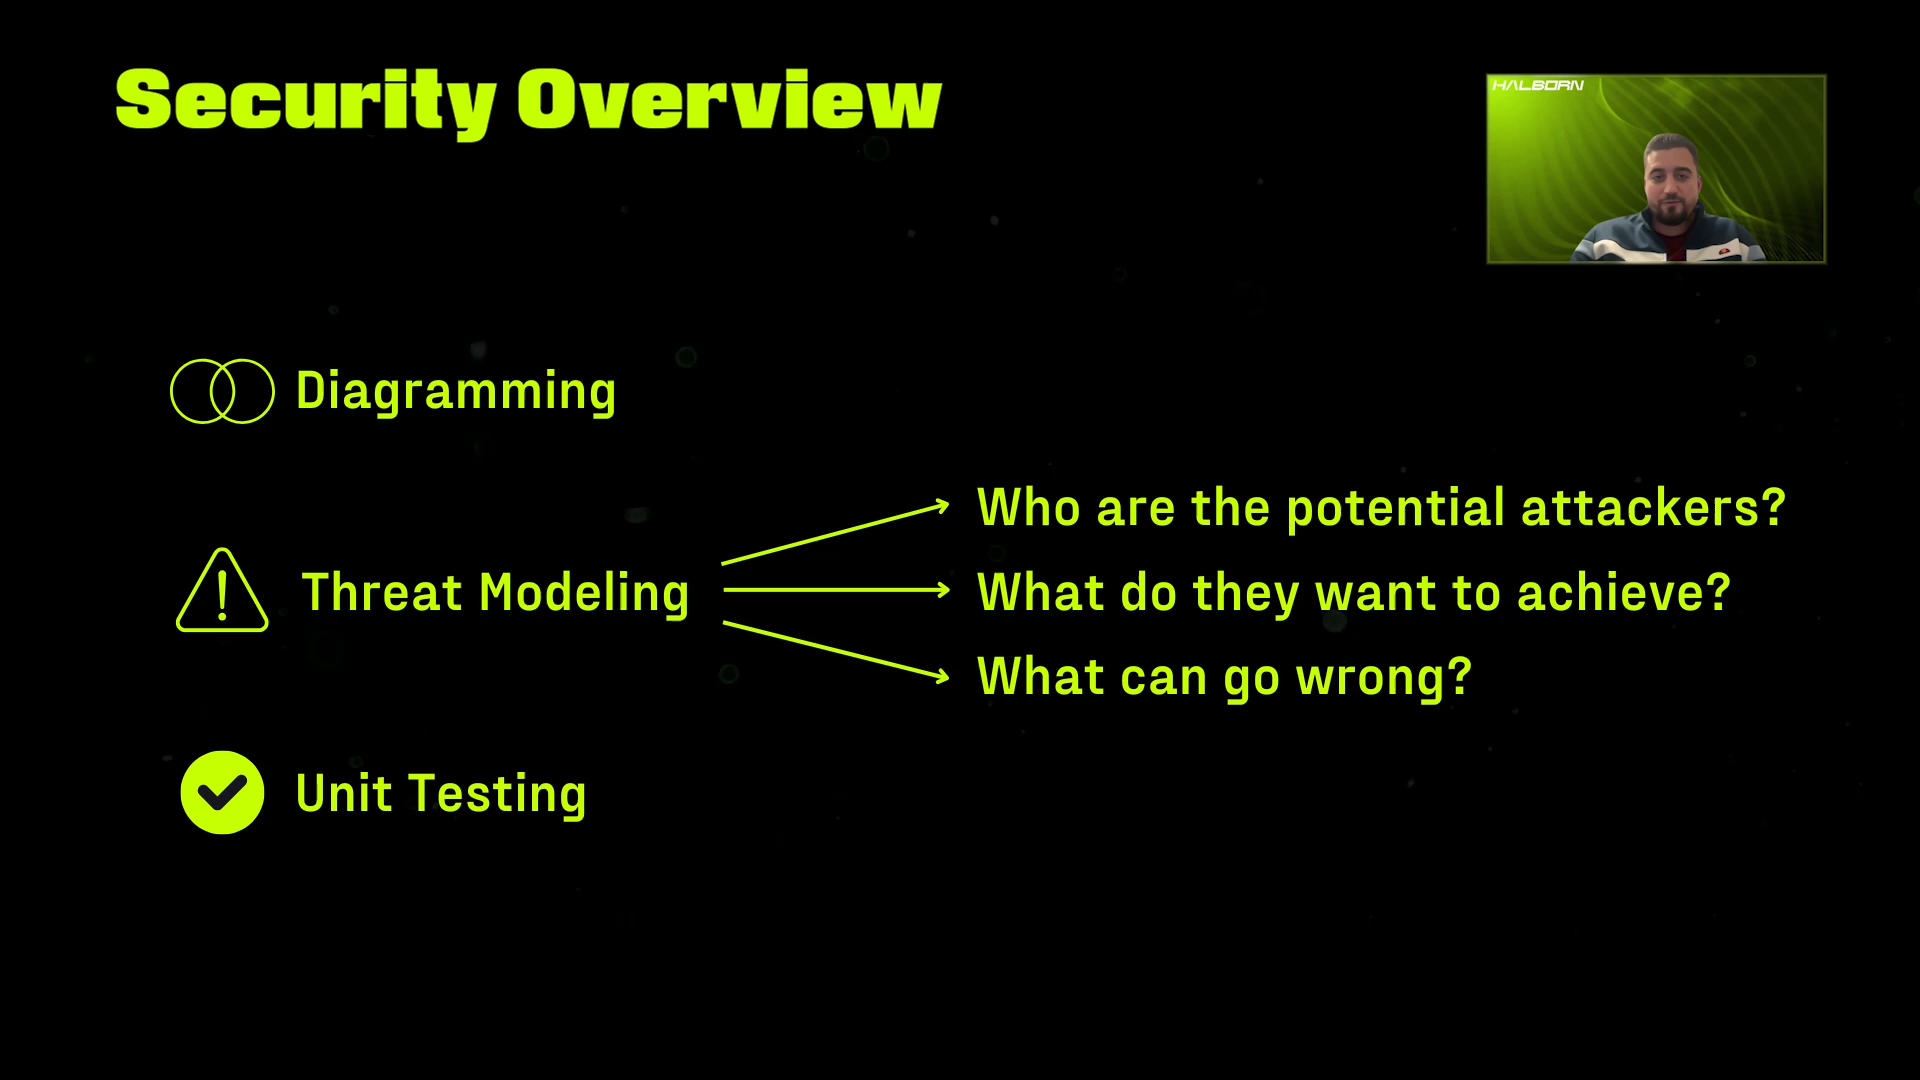 Security Overview
HALBORN
Diagramming
Threat Modeling
Who are the potential attackers?
What do they want to achieve?
What can go wrong?
Unit Testing